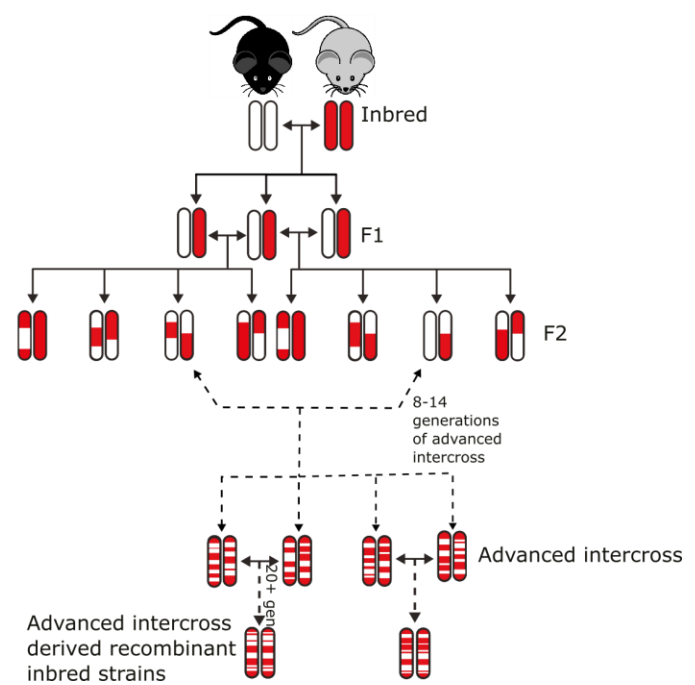 Inbred
F1
F2
8-14
generations
of advanced
intercross
Advanced intercross
20+ gen
Advanced intercross
derived recombinant
inbred strains